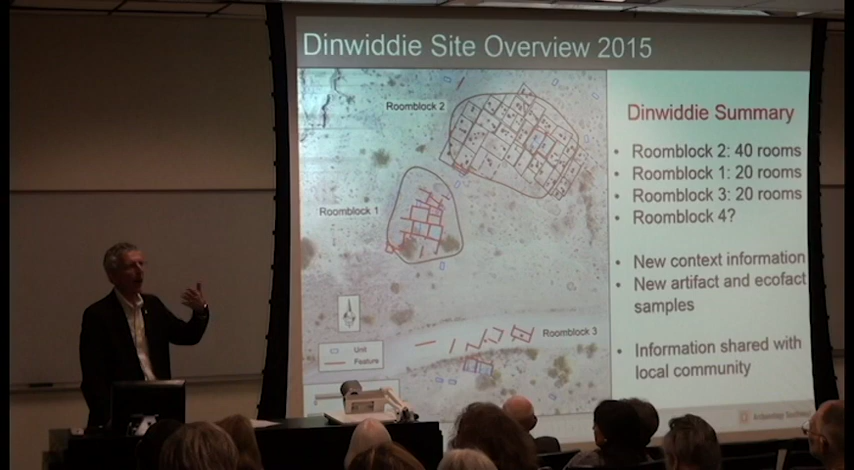 Dinwiddie Site Overview 2015
Roomblock 2
Roomblock 1
Roomblock 3
Unit
Feature
Dinwiddie Summary
• Roomblock 2: 40 rooms
• Roomblock 1: 20 rooms
• Roomblock 3: 20 rooms
• Roomblock 4?
• New context information
• New artifact and ecofact
samples
• Information shared with
local community
Archaeology Southwest